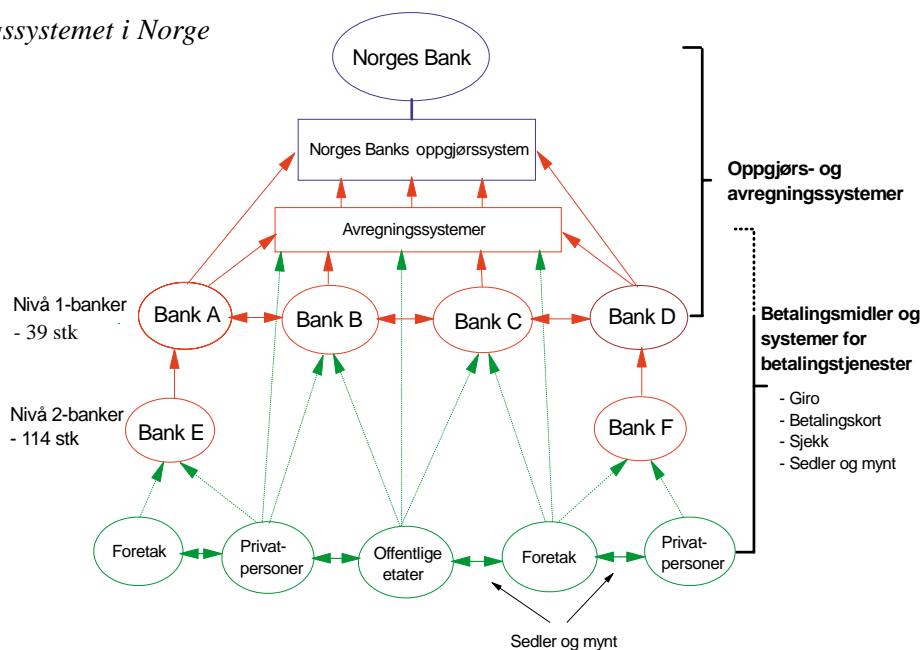 ssystemet i Norge
Norges Bank
Norges Banks oppgjørssystem
Oppgjørs- og
avregningssystemer
Avregningssystemer
Nivå 1-banker
- 39 stk
Bank A
Bank B
Bank C
Bank D
Betalingsmidler og
systemer for
betalingstjenester
- Giro
- Betalingskort
- Sjekk
- Sedler og mynt
Nivå 2-banker
- 114 stk
Bank E
Bank F
Foretak
Privat-
personer
Offentlige
etater
Foretak
Privat-
personer
Sedler og mynt